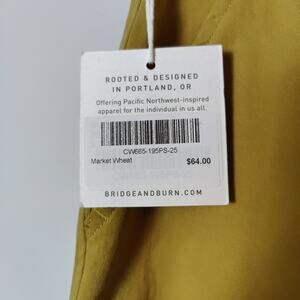 ROOTED & DESIGNED
IN PORTLAND, OR
Offering Pacific Northwest-inspired
apparel for the individual in us all.
CW665-195PS-25
Market Wheat $64.00
BRIDGEANDBURN.COM